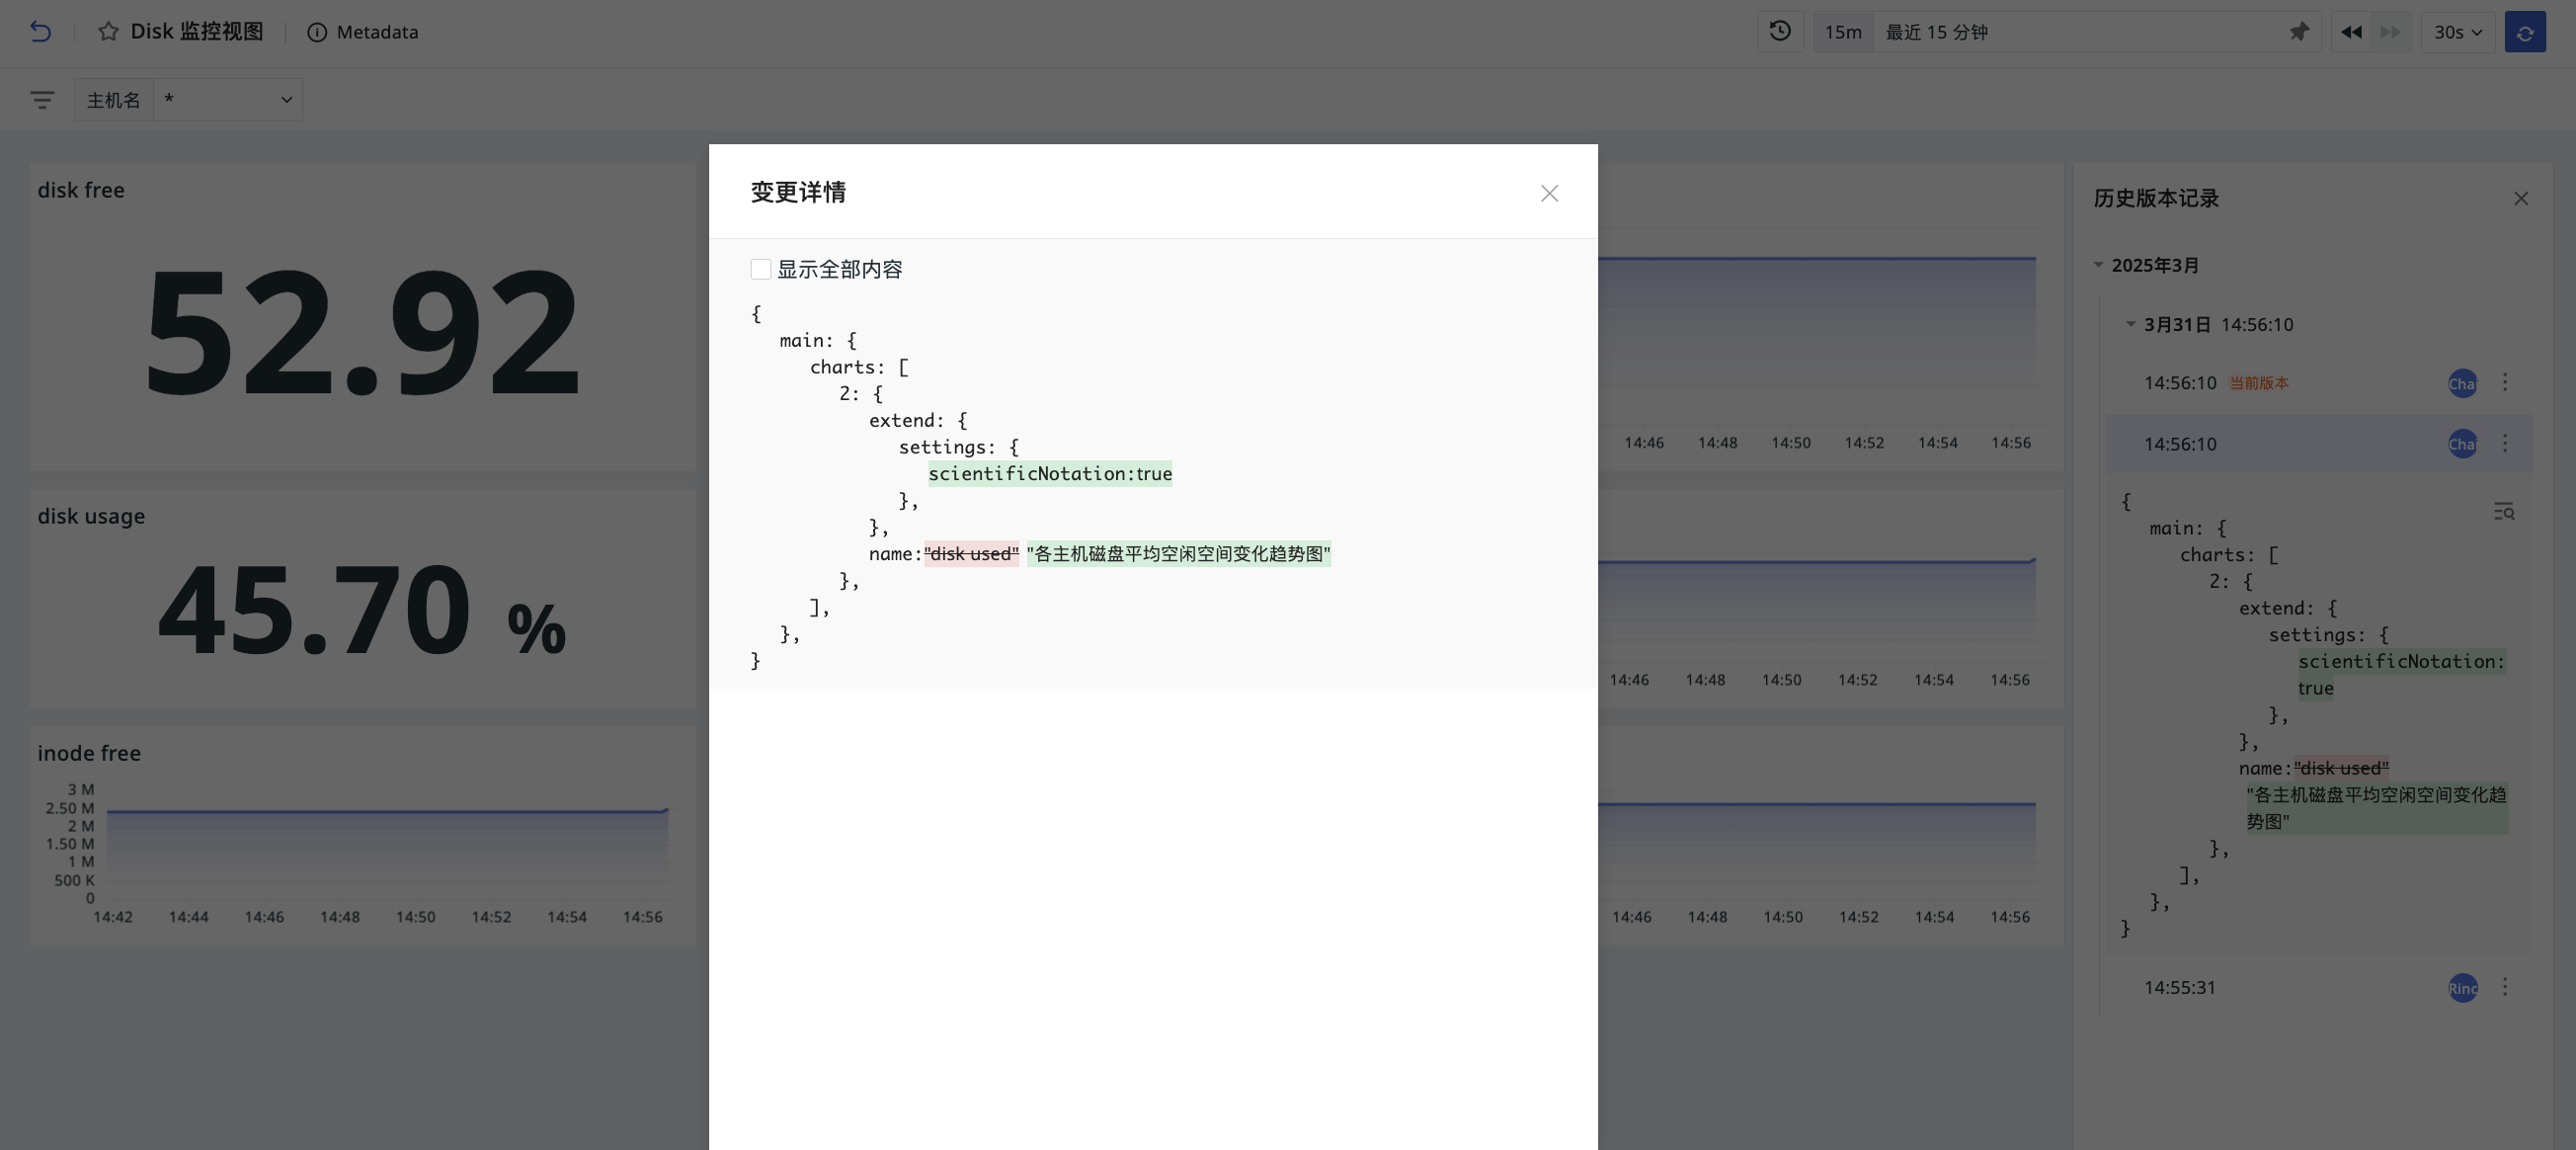 Disk 监控视图
Metadata
15m 最近 15 分钟
30s
主机名 *
disk free
52.92
disk usage
45.70 %
inode free
3 M
2.50 M
2 M
1.50 M
1 M
500 K
0
14:42 14:44 14:46 14:48 14:50 14:52 14:54 14:56
变更详情
显示全部内容
{
main: {
charts: [
2: {
extend: {
settings: {
scientificNotation:true
},
},
name:"disk used" "各主机磁盘平均空闲空间变化趋势图"
},
],
},
}
14:46 14:48 14:50 14:52 14:54 14:56
14:46 14:48 14:50 14:52 14:54 14:56
14:46 14:48 14:50 14:52 14:54 14:56
历史版本记录
2025年3月
3月31日 14:56:10
14:56:10 当前版本 Cha
14:56:10 Cha
{
main: {
charts: [
2: {
extend: {
settings: {
scientificNotation:
true
},
},
name:"disk used"
"各主机磁盘平均空闲空间变化趋
势图"
},
],
},
}
14:55:31 Rinc